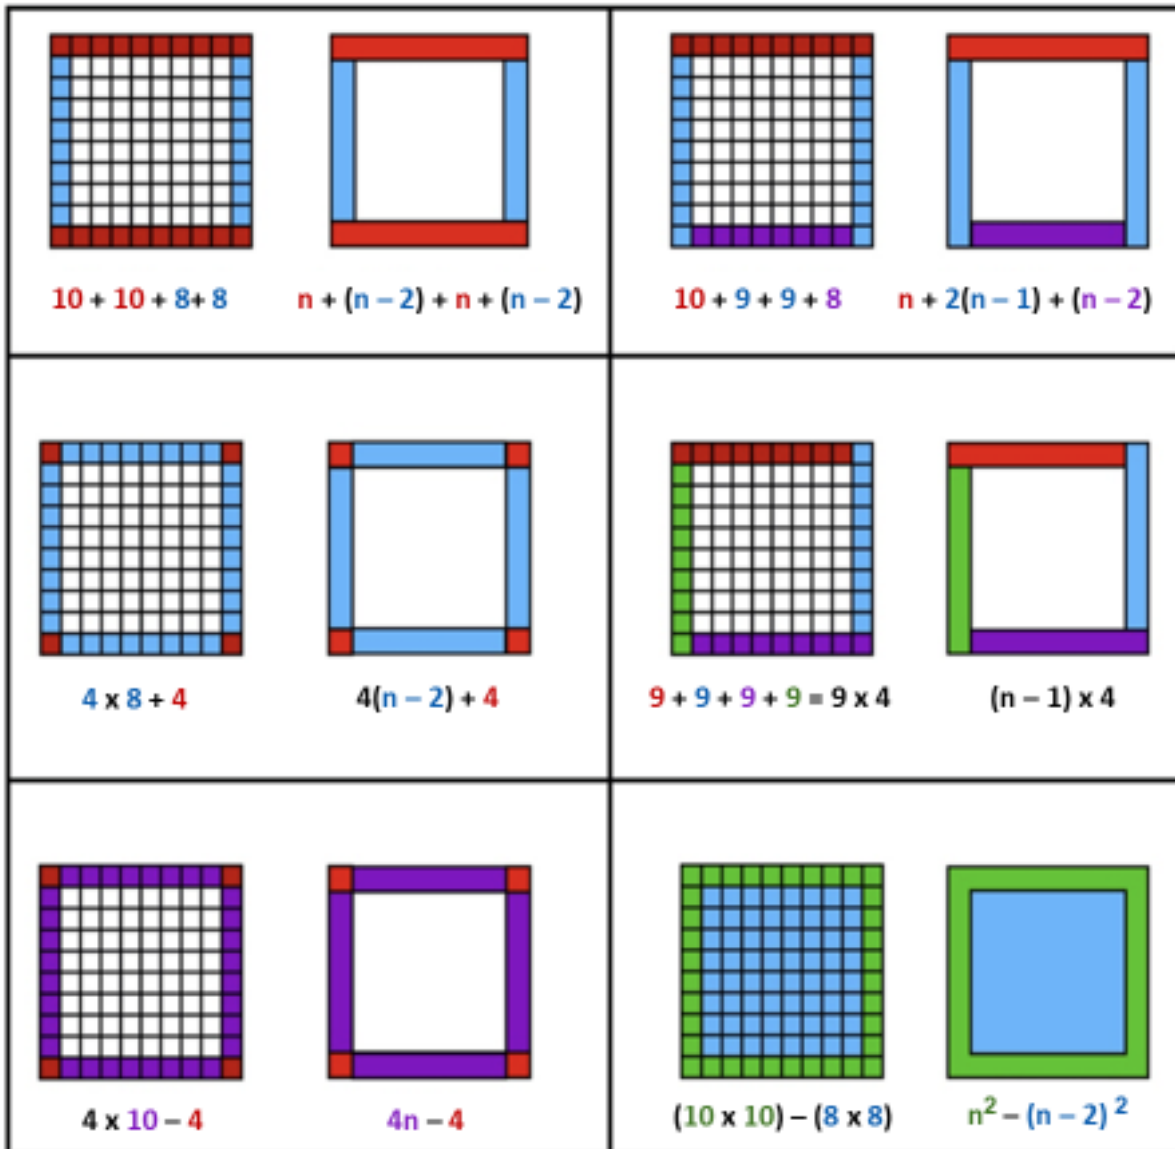 10 + 10 + 8+ 8
n + (n – 2) + n + (n – 2)
10 + 9 + 9 + 8
n + 2(n – 1) + (n – 2)
4 x 8 + 4
4(n – 2) + 4
9 + 9 + 9 + 9 = 9 x 4
(n – 1) x 4
4 x 10 – 4
4n – 4
(10 x 10) – (8 x 8)
n² – (n – 2) ²